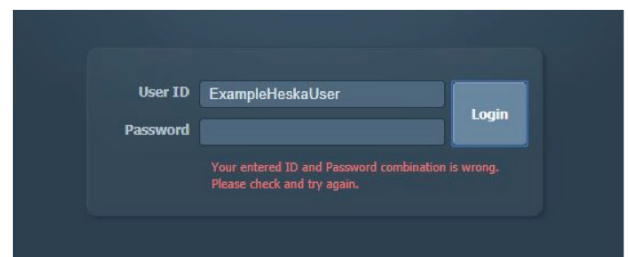 User ID ExampleHeskaUser
Login
Password
Your entered ID and Password combination is wrong.
Please check and try again.